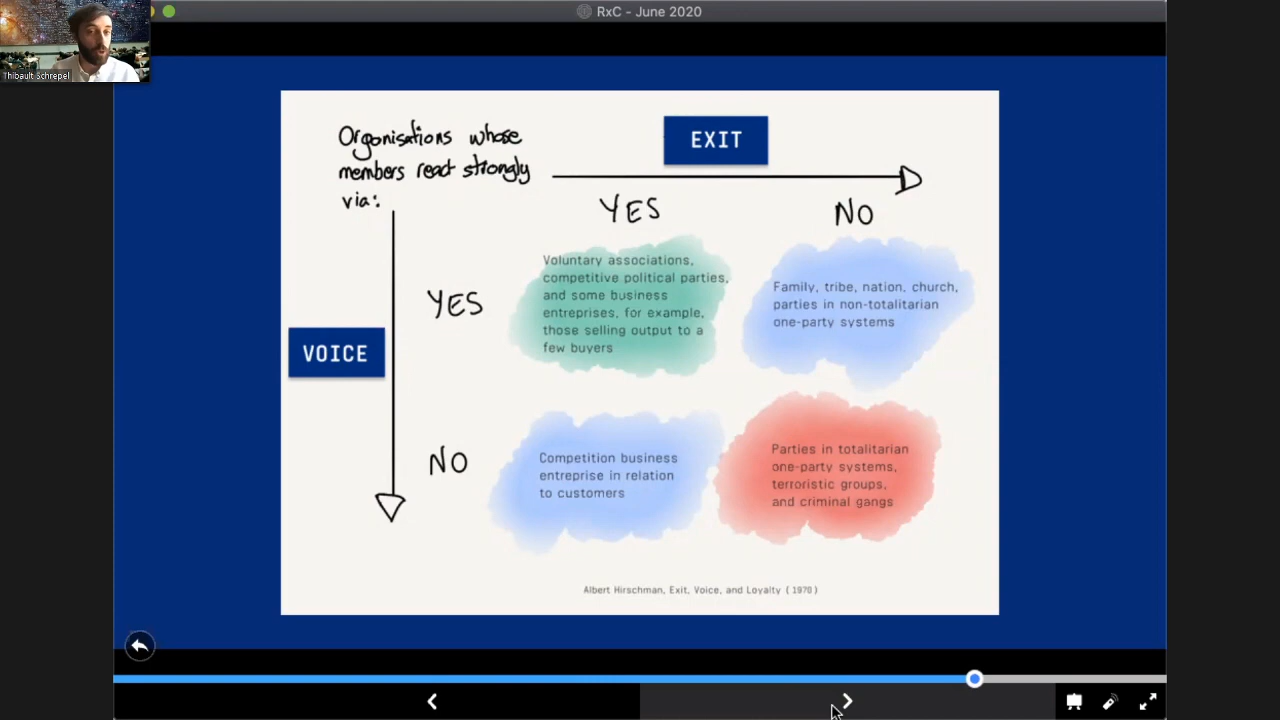 RxC - June 2020
Thibault Schrepel
Organisations whose
members react strongly
via:
EXIT
YES
NO
VOICE
YES
Voluntary associations,
competitive political parties,
and some business
entreprises, for example,
those selling output to a
few buyers
Family, tribe, nation, church,
parties in non-totalitarian
one-party systems
NO
Competition business
entreprise in relation
to customers
Parties in totalitarian
one-party systems,
terroristic groups,
and criminal gangs
Albert Hirschman, Exit, Voice, and Loyalty (1970)